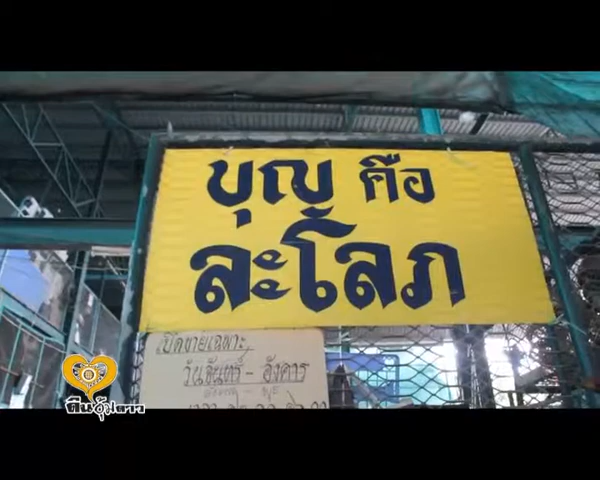 บุญ คือ
ละโลภ
เปิดขายเฉพาะ
วันจันทร์ - อังคาร